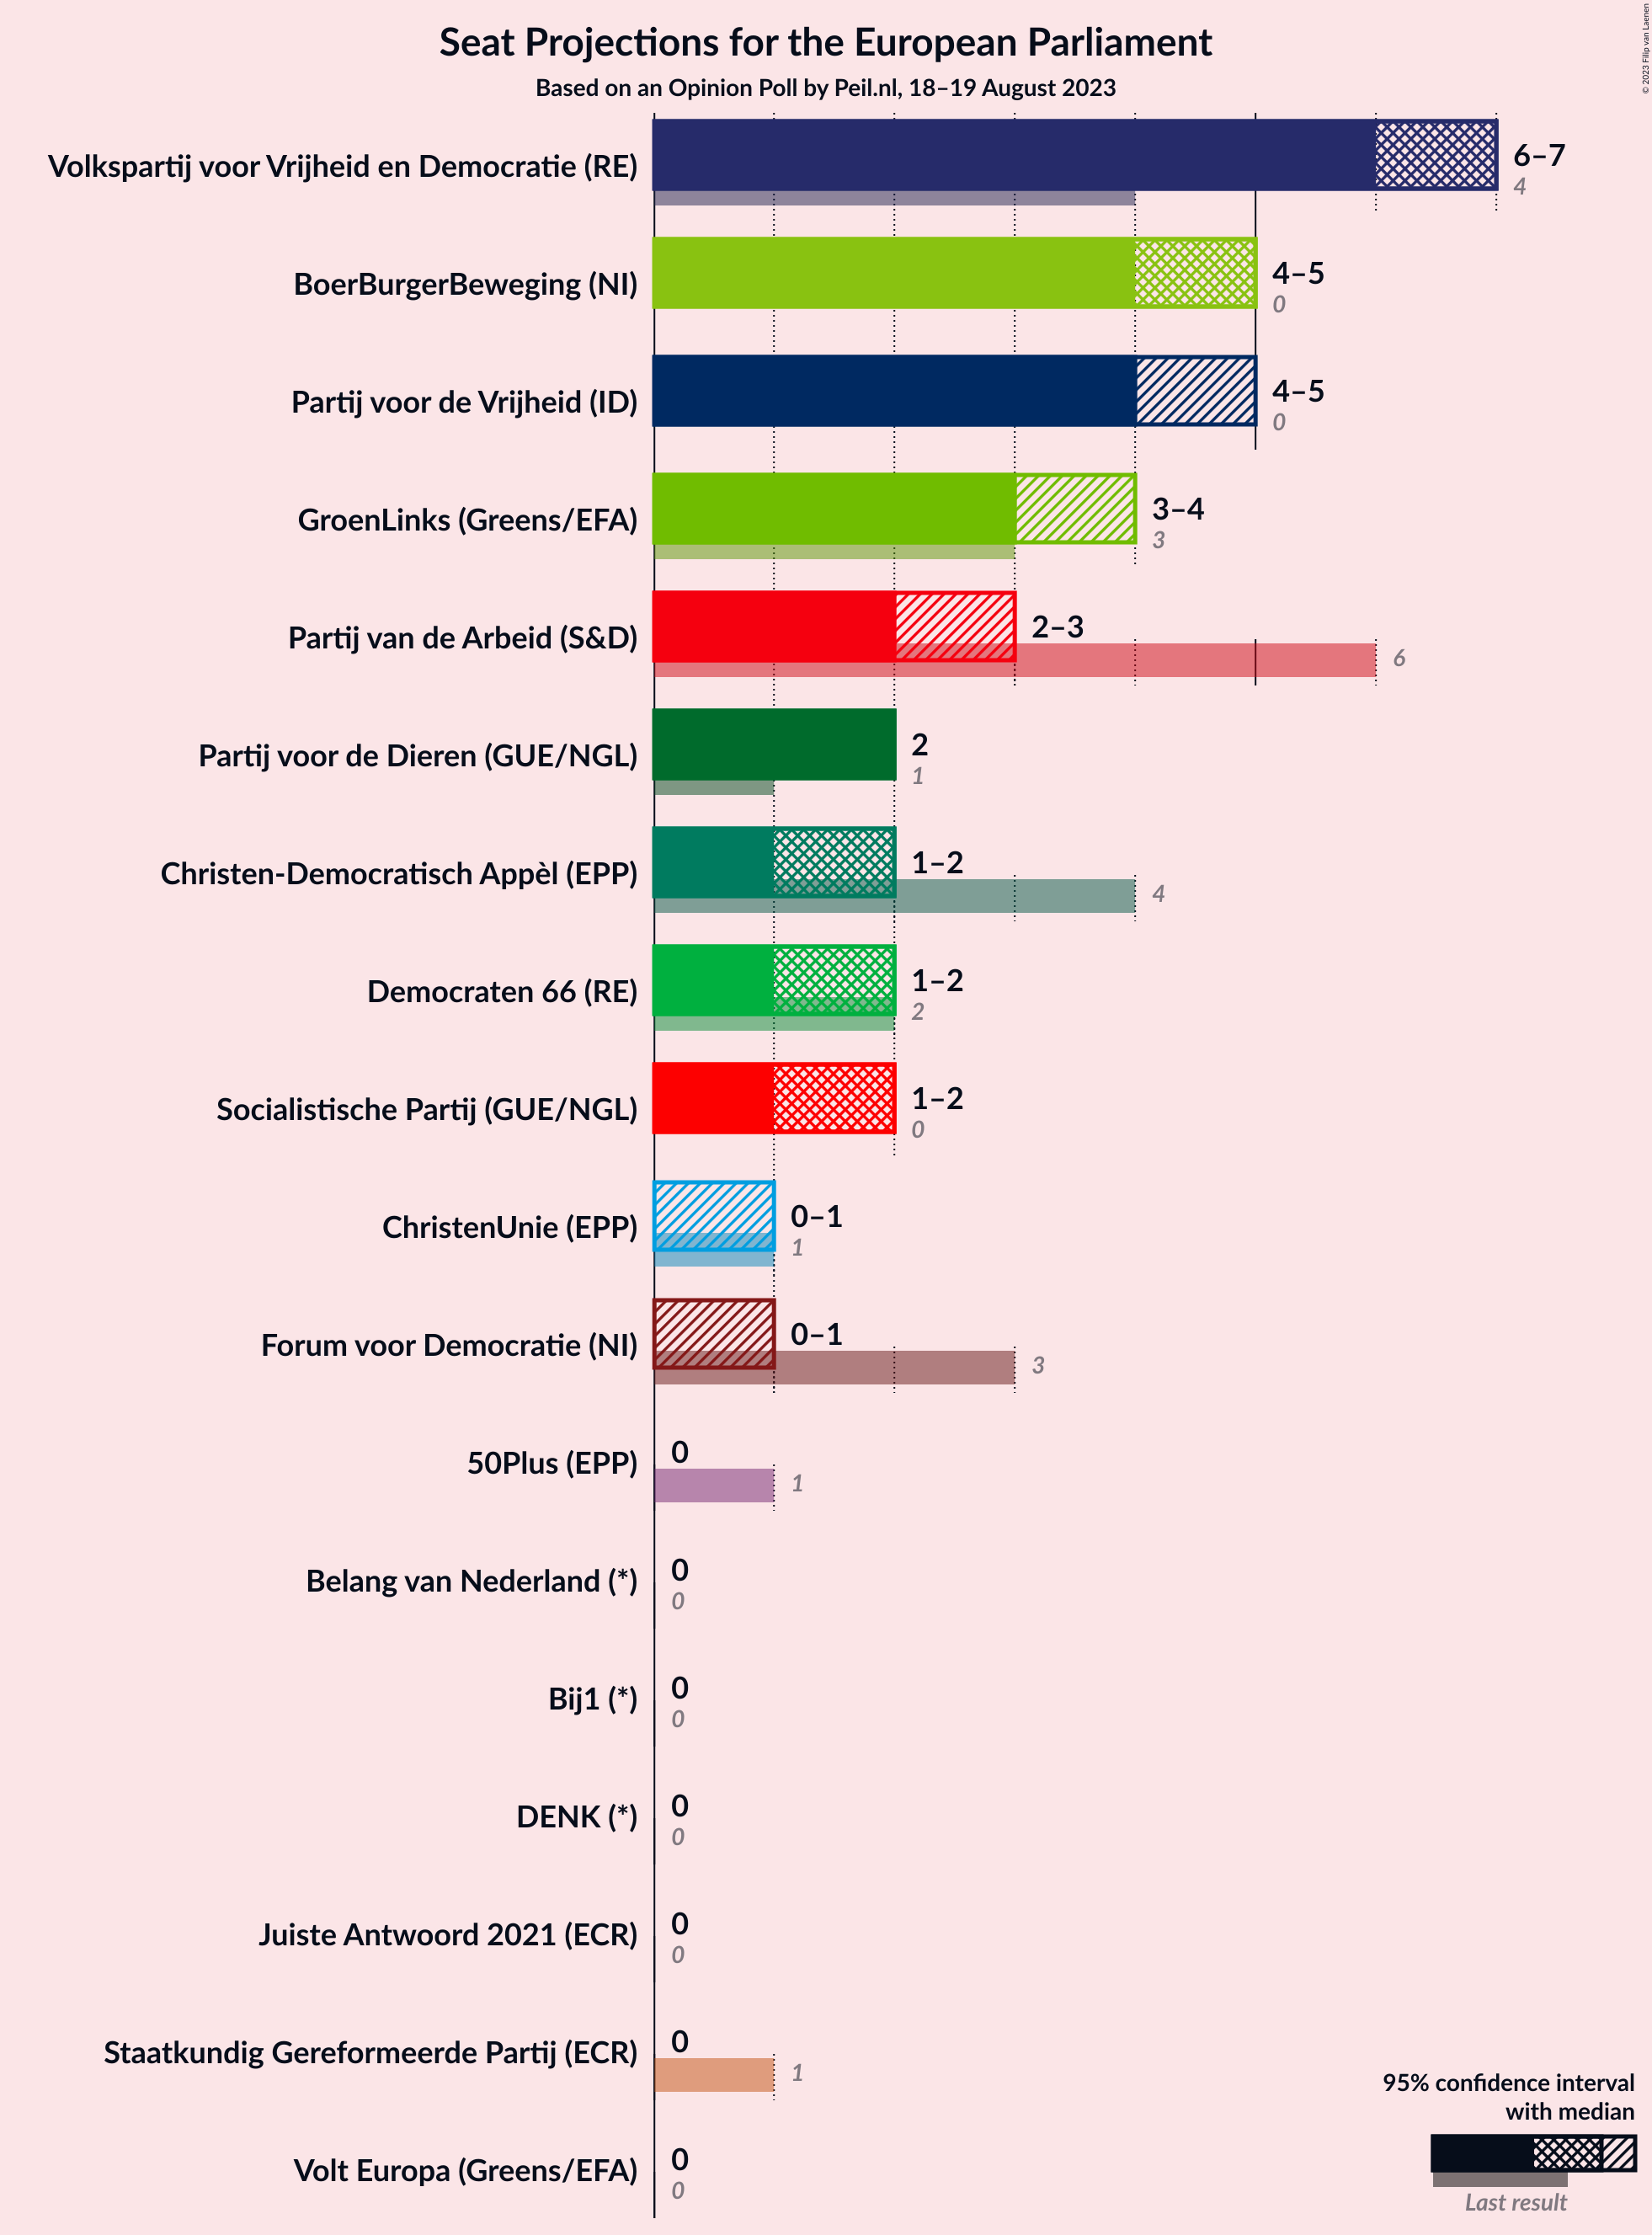 Seat Projections for the European Parliament
Based on an Opinion Poll by Peil.nl, 18–19 August 2023
© 2023 Filip van Laenen
Volkspartij voor Vrijheid en Democratie (RE)
6–7
4
BoerBurgerBeweging (NI)
4–5
0
Partij voor de Vrijheid (ID)
4–5
0
GroenLinks (Greens/EFA)
3–4
3
Partij van de Arbeid (S&D)
2–3
6
Partij voor de Dieren (GUE/NGL)
2
1
Christen-Democratisch Appèl (EPP)
1–2
4
Democraten 66 (RE)
1–2
2
Socialistische Partij (GUE/NGL)
1–2
0
ChristenUnie (EPP)
0–1
1
Forum voor Democratie (NI)
0–1
3
50Plus (EPP)
0
1
Belang van Nederland (*)
0
0
Bij1 (*)
0
0
DENK (*)
0
0
Juiste Antwoord 2021 (ECR)
0
0
Staatkundig Gereformeerde Partij (ECR)
0
1
Volt Europa (Greens/EFA)
0
0
95% confidence interval
with median
Last result